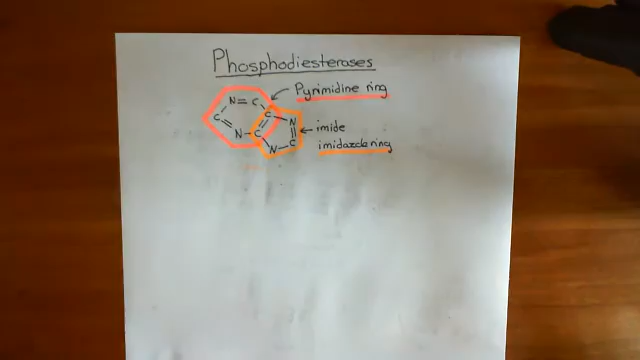 Phosphodiesterases
Pyrimidine ring
N=C
C
C
N
imide
N
C
C
imidazole ring
N